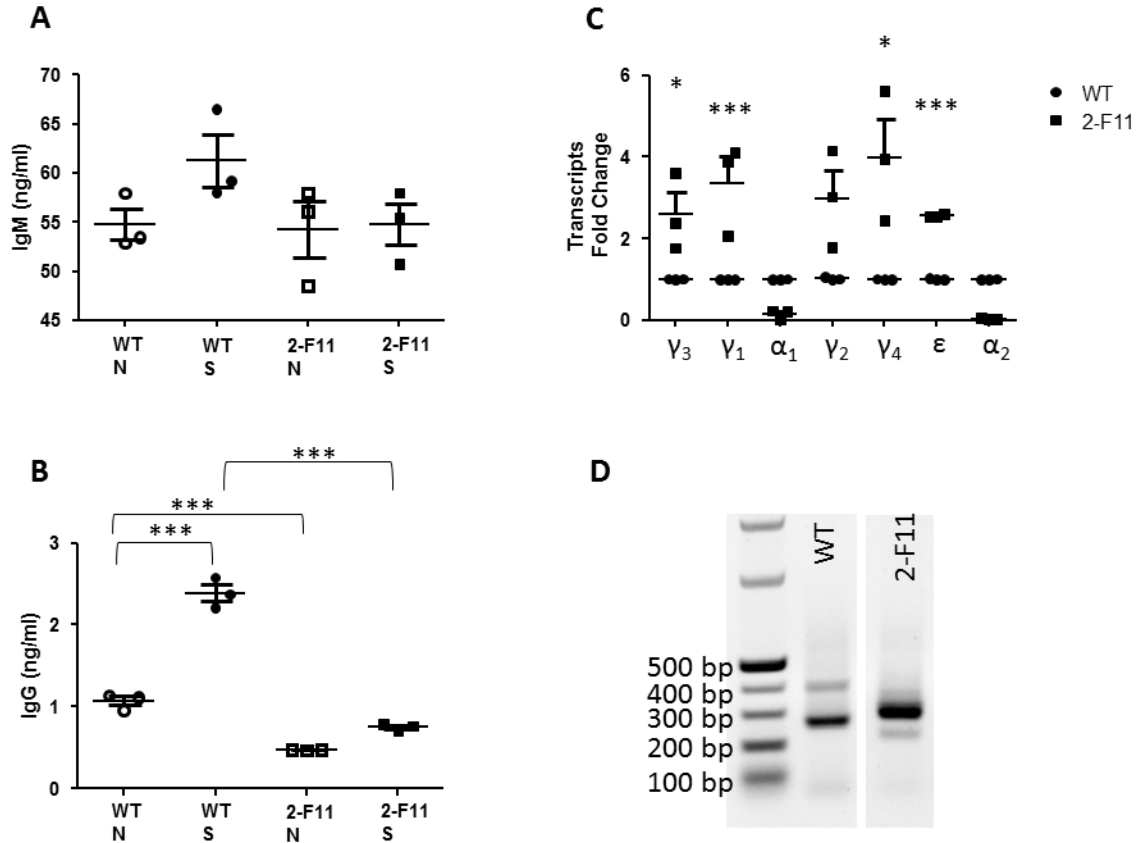 A
IgM (ng/ml)
70
65
60
55
50
45
WT N
WT S
2-F11 N
2-F11 S
C
Transcripts Fold Change
6
4
2
0
*
***
*
***
γ3 γ1 α1 γ2 γ4 ε α2
WT
2-F11
B
IgG (ng/ml)
3
2
1
0
***
***
***
WT N
WT S
2-F11 N
2-F11 S
D
WT
2-F11
500 bp
400 bp
300 bp
200 bp
100 bp